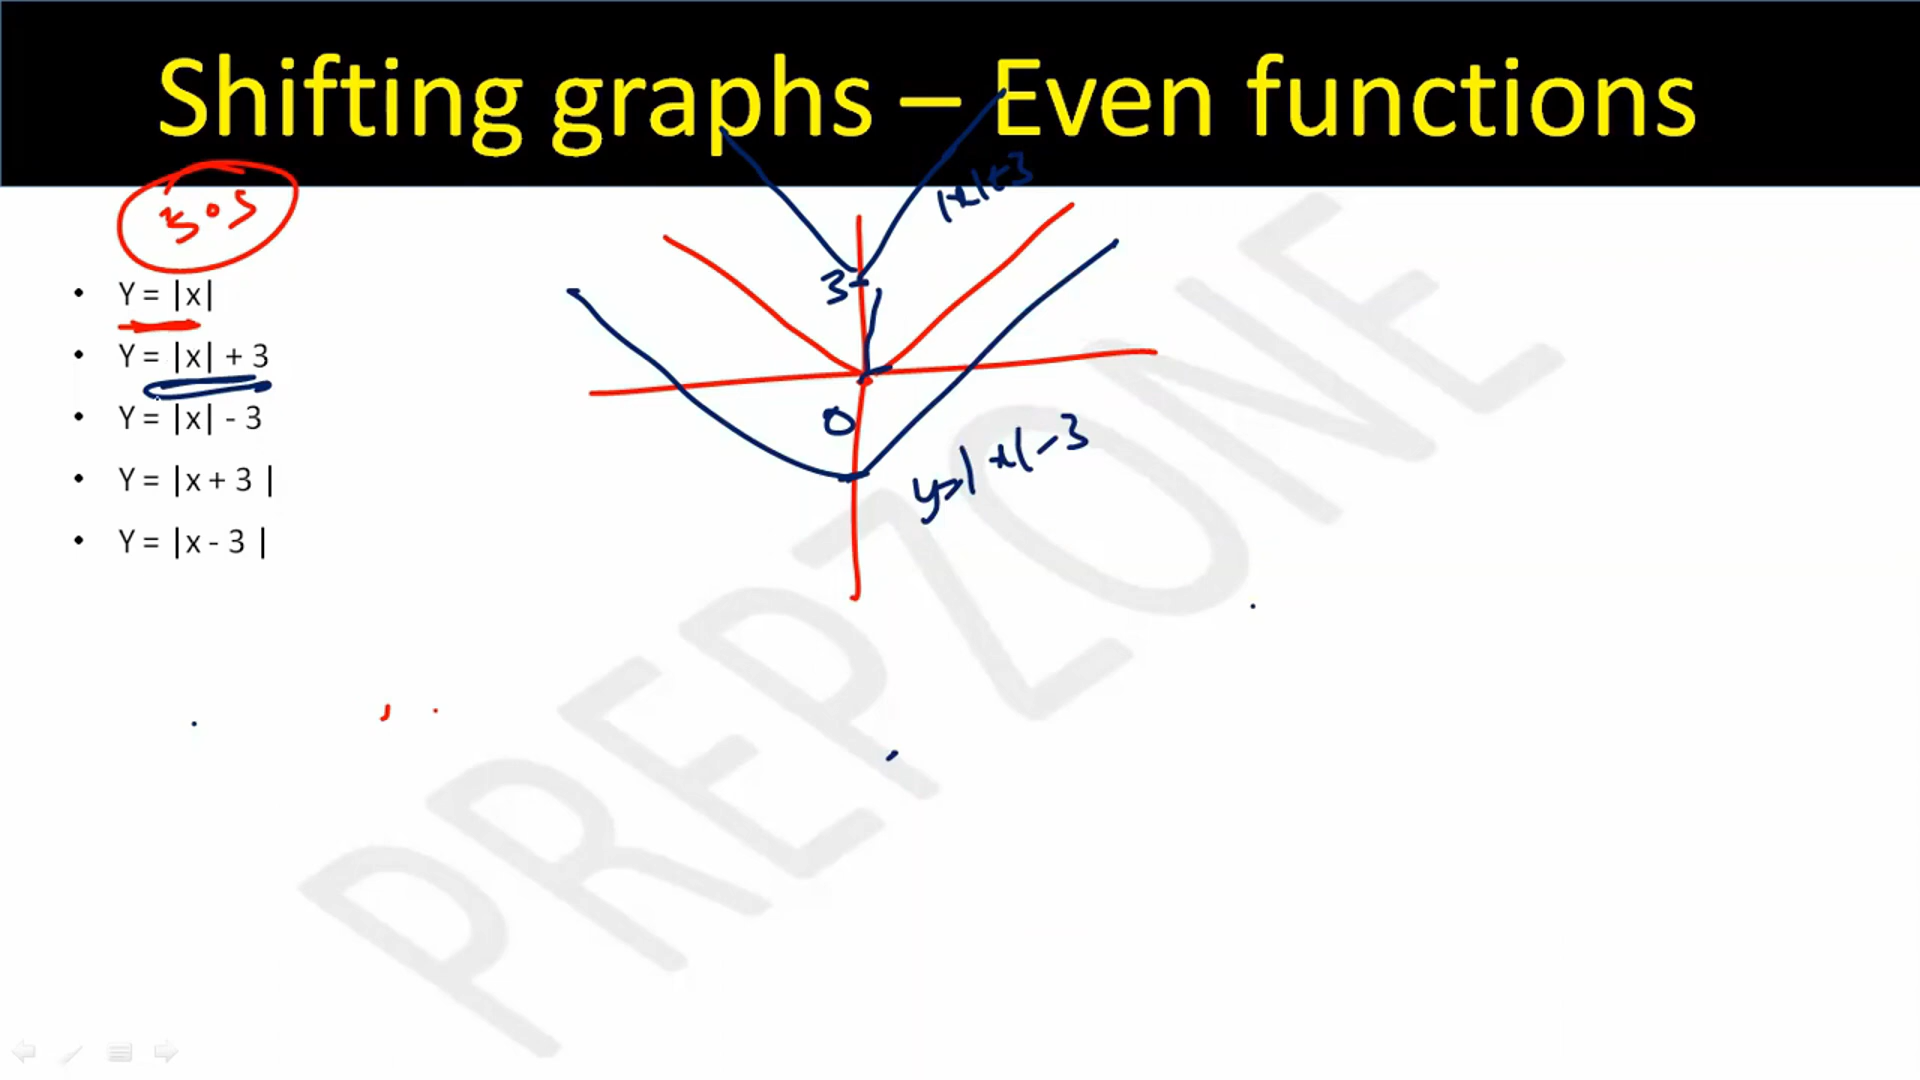 Shifting graphs – Even functions
|x|+3
• Y = |x|
3
• Y = |x| + 3
• Y = |x| - 3
0
y=|x|-3
• Y = |x + 3 |
• Y = |x - 3 |
PREPZONE